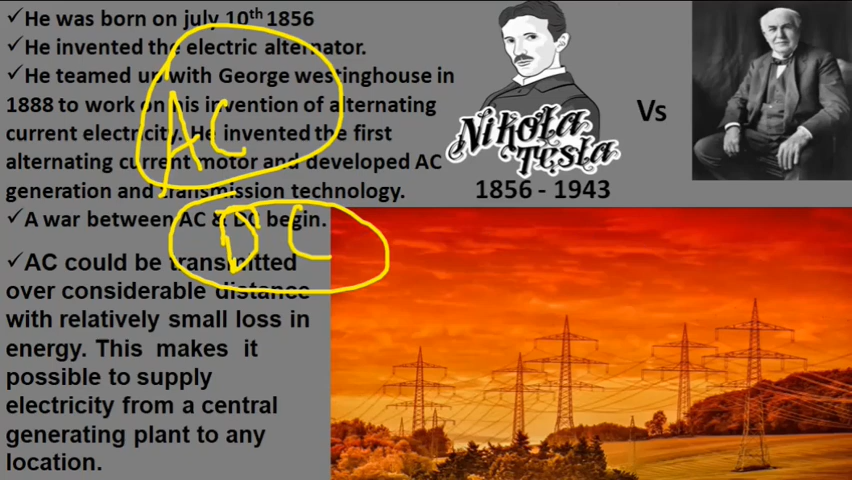 ✓He was born on july 10th 1856
✓He invented the electric alternator.
✓He teamed up with George westinghouse in
1888 to work on his invention of alternating
current electricity. He invented the first
alternating current motor and developed AC
generation and transmission technology.
✓A war between AC & DC begin.
AC
DC
✓AC could be transmitted
over considerable distance
with relatively small loss in
energy. This makes it
possible to supply
electricity from a central
generating plant to any
location.
Nikola
Tesla
1856 - 1943
Vs